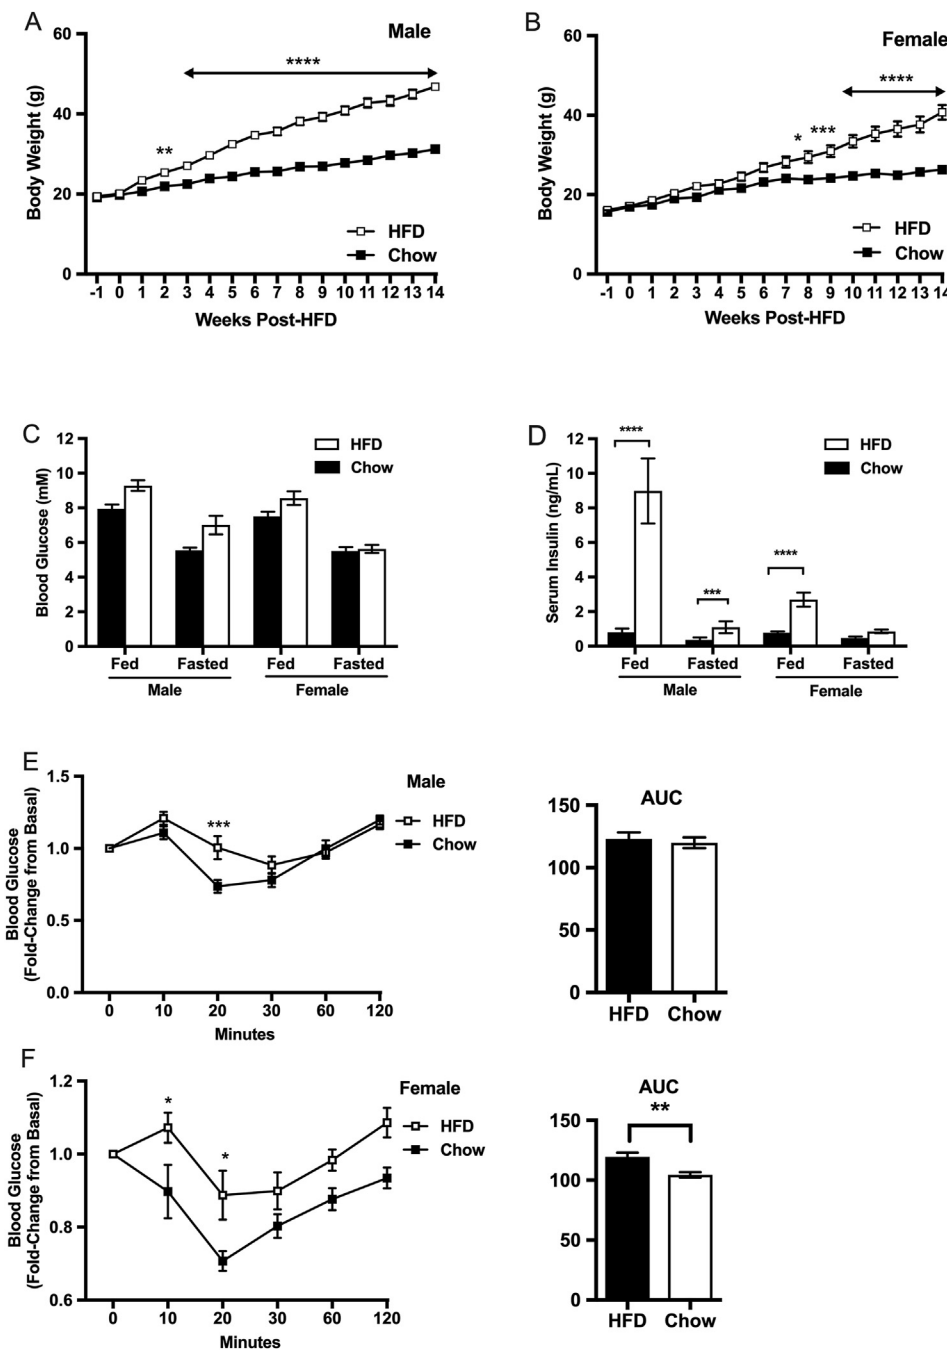 A
Male
Body Weight (g)
60
40
20
0
****
**
HFD
Chow
-1 0 1 2 3 4 5 6 7 8 9 10 11 12 13 14
Weeks Post-HFD
B
Female
Body Weight (g)
60
40
20
0
****
* ***
HFD
Chow
-1 0 1 2 3 4 5 6 7 8 9 10 11 12 13 14
Weeks Post-HFD
C
Blood Glucose (mM)
12
10
8
6
4
2
0
HFD
Chow
Fed Fasted Fed Fasted
Male Female
D
Serum Insulin (ng/mL)
12
10
8
6
4
2
0
****
***
****
HFD
Chow
Fed Fasted Fed Fasted
Male Female
E
Blood Glucose
(Fold-Change from Basal)
1.5
1.0
0.5
0.0
***
Male
HFD
Chow
0 10 20 30 60 120
Minutes
AUC
150
100
50
0
HFD Chow
F
Blood Glucose
(Fold-Change from Basal)
1.2
1.0
0.8
0.6
*
*
Female
HFD
Chow
0 10 20 30 60 120
Minutes
AUC
**
150
100
50
0
HFD Chow